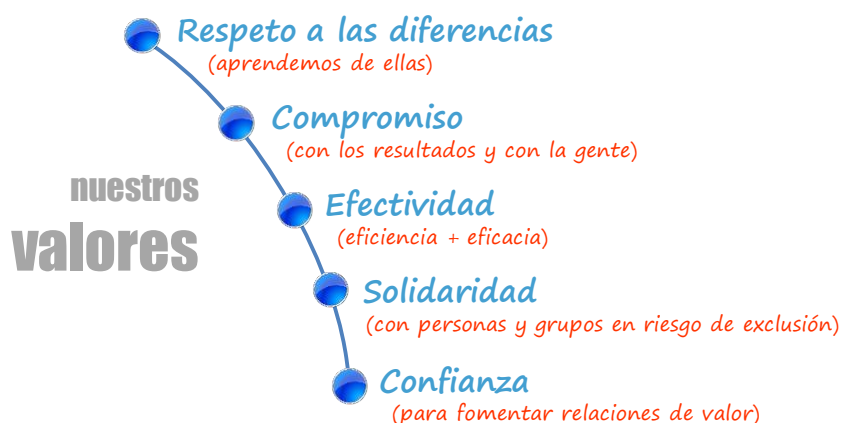 Respeto a las diferencias
(aprendemos de ellas)
Compromiso
(con los resultados y con la gente)
nuestros
valores
Efectividad
(eficiencia + eficacia)
Solidaridad
(con personas y grupos en riesgo de exclusión)
Confianza
(para fomentar relaciones de valor)